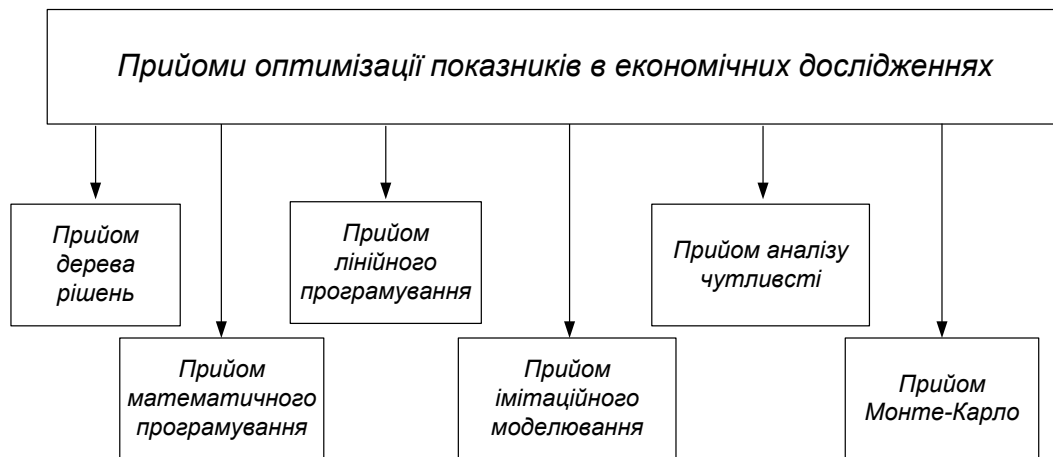 Прийоми оптимізації показників в економічних дослідженнях
Прийом
дерева
рішень
Прийом
лінійного
програмування
Прийом аналізу
чутливсті
Прийом
математичного
програмування
Прийом
імітаційного
моделювання
Прийом
Монте-Карло